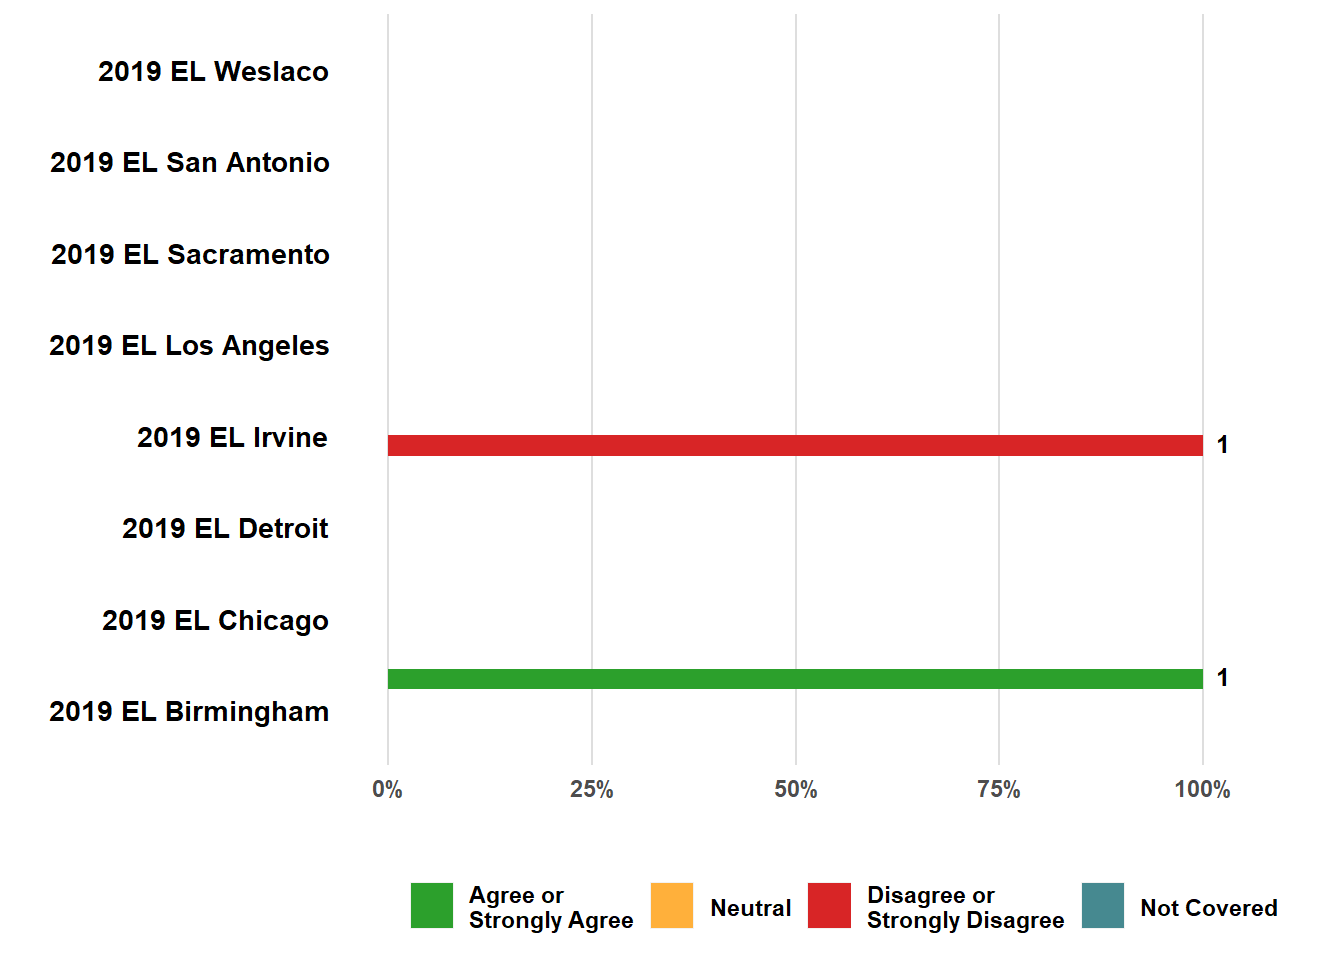 2019 EL Weslaco
2019 EL San Antonio
2019 EL Sacramento
2019 EL Los Angeles
2019 EL Irvine
1
2019 EL Detroit
2019 EL Chicago
1
2019 EL Birmingham
0%
25%
50%
75%
100%
Agree or
Strongly Agree
Neutral
Disagree or
Strongly Disagree
Not Covered